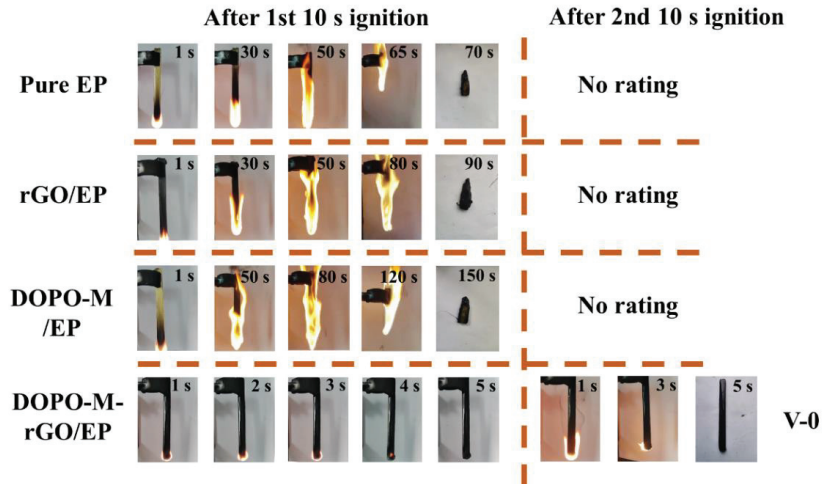 After 1st 10 s ignition
After 2nd 10 s ignition
Pure EP
1 s
30 s
50 s
65 s
70 s
No rating
rGO/EP
1 s
30 s
50 s
80 s
90 s
No rating
DOPO-M
/EP
1 s
50 s
80 s
120 s
150 s
No rating
DOPO-M-
rGO/EP
1 s
2 s
3 s
4 s
5 s
1 s
3 s
5 s
V-0